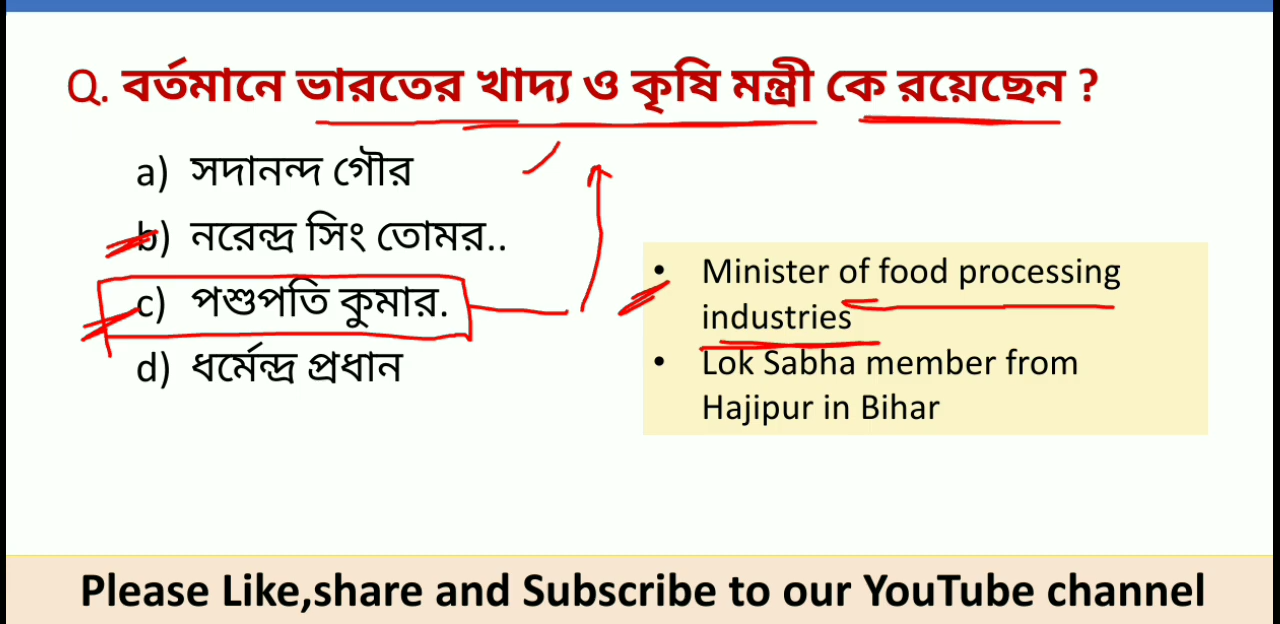 Q. বর্তমানে ভারতের খাদ্য ও কৃষি মন্ত্রী কে রয়েছেন ?
a) সদানন্দ গৌর
b) নরেন্দ্র সিং তোমর..
c) পশুপতি কুমার.
d) ধর্মেন্দ্র প্রধান
• Minister of food processing
industries
• Lok Sabha member from
Hajipur in Bihar
Please Like,share and Subscribe to our YouTube channel